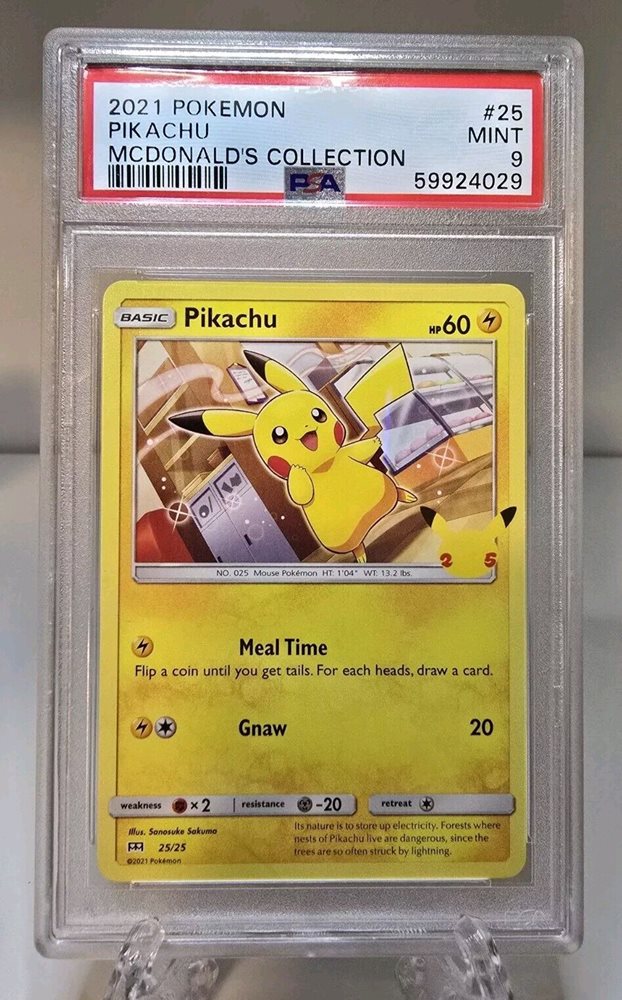 2021 POKEMON #25
PIKACHU MINT
MCDONALD'S COLLECTION 9
PSA 59924029
BASIC Pikachu HP60
25
NO. 025 Mouse Pokémon HT: 1'04" WT: 13.2 lbs.
Meal Time
Flip a coin until you get tails. For each heads, draw a card.
Gnaw 20
weakness ×2 resistance -20 retreat
Illus. Sanosuke Sakuma
25/25
©2021 Pokémon
Its nature is to store up electricity. Forests where
nests of Pikachu live are dangerous, since the
trees are so often struck by lightning.